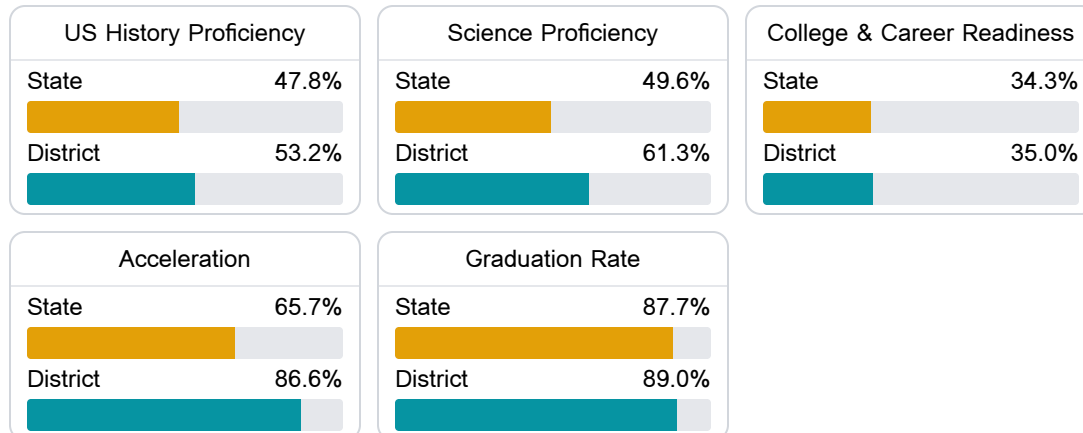 US History Proficiency
State 47.8%
District 53.2%
Science Proficiency
State 49.6%
District 61.3%
College & Career Readiness
State 34.3%
District 35.0%
Acceleration
State 65.7%
District 86.6%
Graduation Rate
State 87.7%
District 89.0%